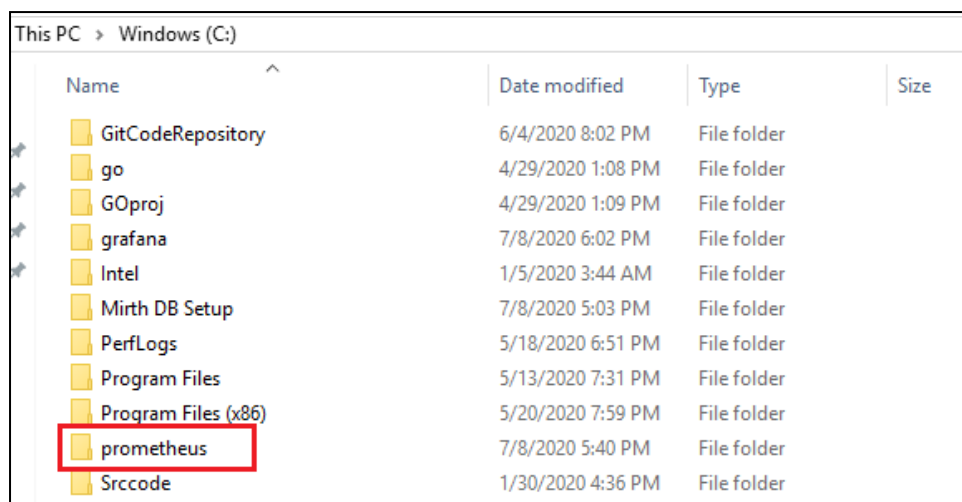 This PC > Windows (C:)
Name Date modified Type Size
GitCodeRepository 6/4/2020 8:02 PM File folder
go 4/29/2020 1:08 PM File folder
GOproj 4/29/2020 1:09 PM File folder
grafana 7/8/2020 6:02 PM File folder
Intel 1/5/2020 3:44 AM File folder
Mirth DB Setup 7/8/2020 5:03 PM File folder
PerfLogs 5/18/2020 6:51 PM File folder
Program Files 5/13/2020 7:31 PM File folder
Program Files (x86) 5/20/2020 7:59 PM File folder
prometheus 7/8/2020 5:40 PM File folder
Srccode 1/30/2020 4:36 PM File folder